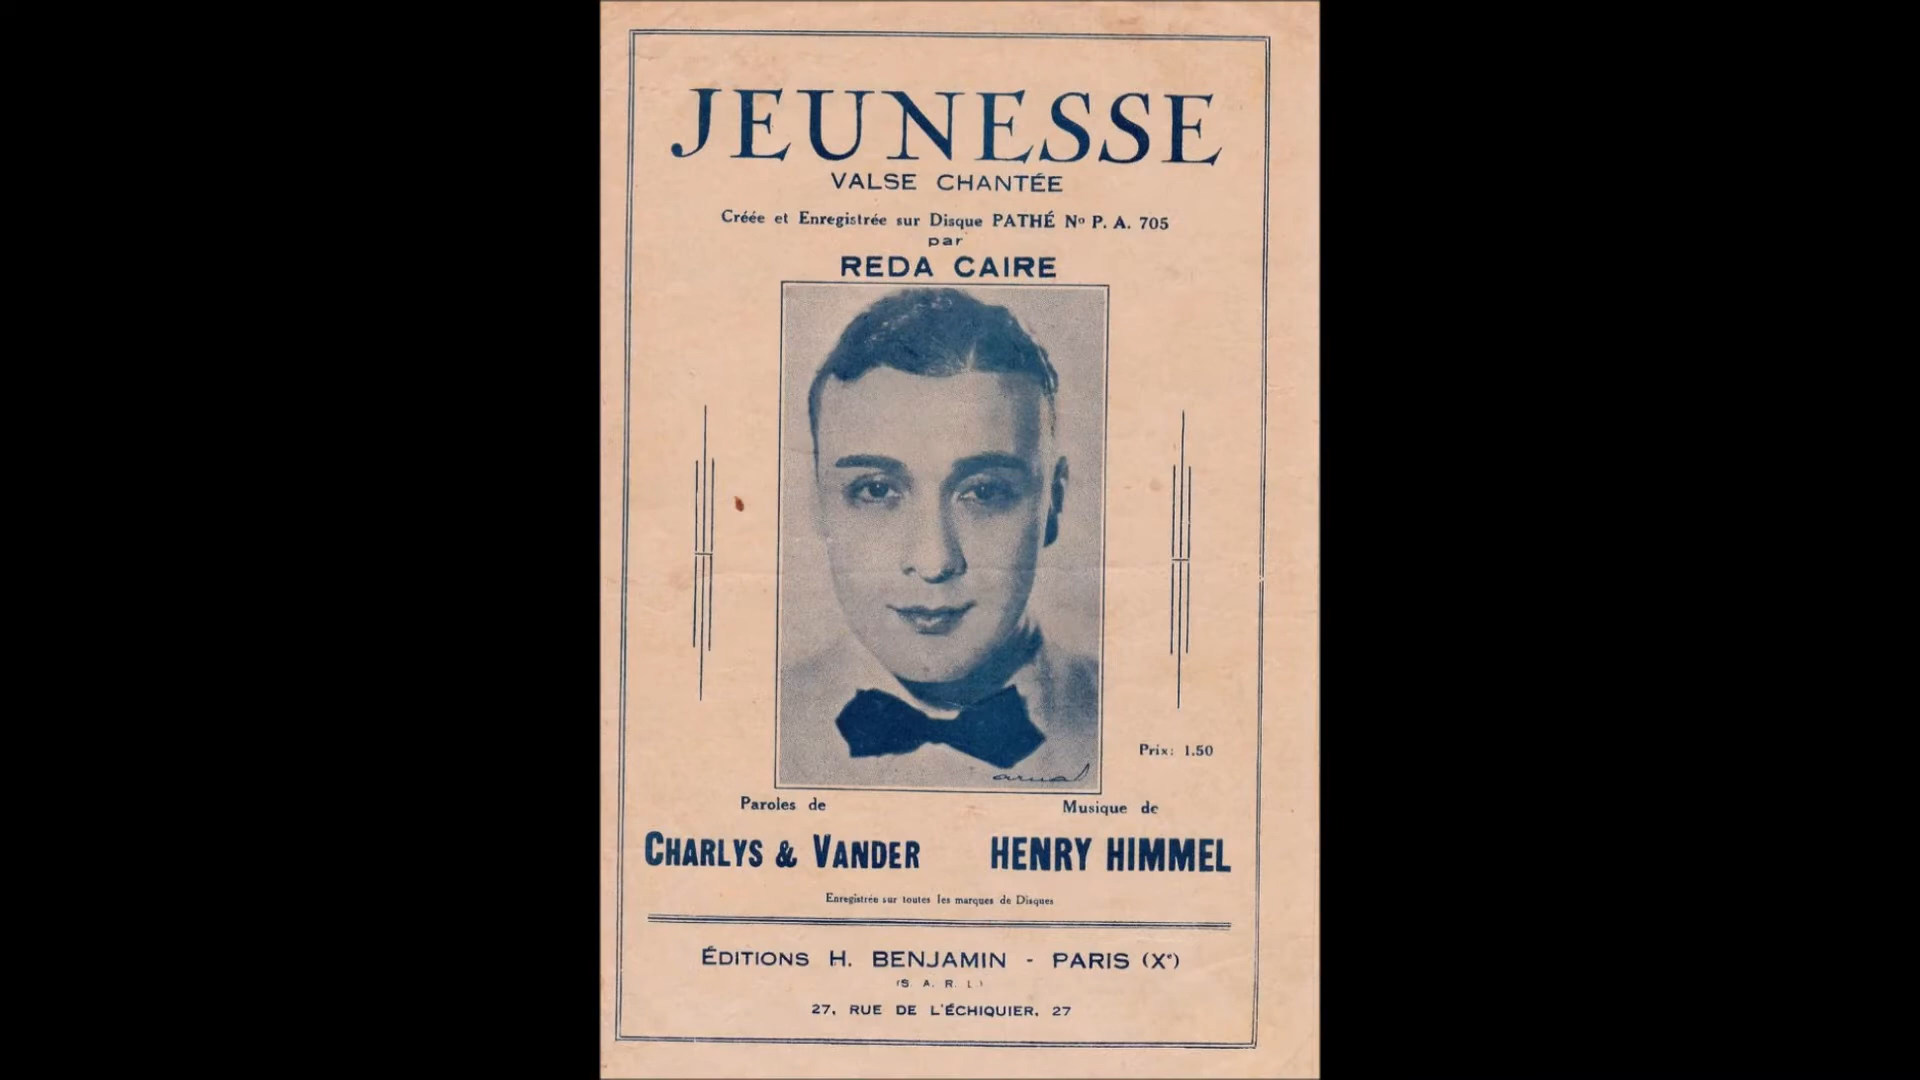 JEUNESSE
VALSE CHANTÉE
Créée et Enregistrée sur Disque PATHÉ Nº P. A. 705
par
REDA CAIRE
Prix: 1.50
Paroles de
Musique de
CHARLYS & VANDER
HENRY HIMMEL
Enregistrée sur toutes les marques de Disques
ÉDITIONS H. BENJAMIN - PARIS (Xᵉ)
(S. A. R. L.)
27, RUE DE L'ÉCHIQUIER, 27